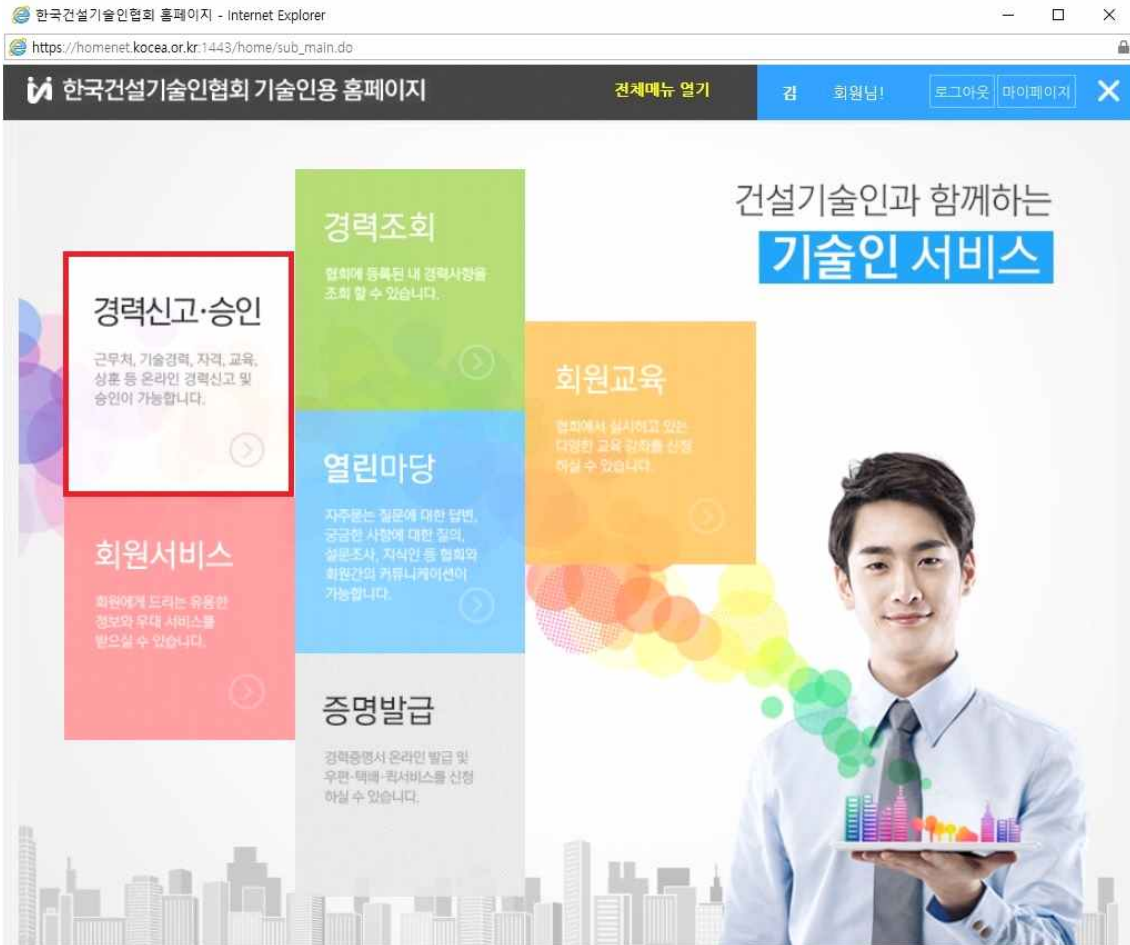 한국건설기술인협회 홈페이지 - Internet Explorer
https://homenet.kocea.or.kr:1443/home/sub_main.do
한국건설기술인협회 기술인용 홈페이지
전체메뉴 열기
김 회원님!
로그아웃
마이페이지
건설기술인과 함께하는
기술인 서비스
경력신고·승인
근무처, 기술경력, 자격, 교육,
상훈 등 온라인 경력신고 및
승인이 가능합니다.
경력조회
협회에 등록된 내 경력사항을
조회 할 수 있습니다.
회원교육
협회에서 실시하고 있는
다양한 교육 강좌를 신청
하실 수 있습니다.
열린마당
자주묻는 질문에 대한 답변,
궁금한 사항에 대한 질의,
설문조사, 지식인 등 협회와
회원간의 커뮤니케이션이
가능합니다.
회원서비스
회원에게 드리는 유용한
정보와 우대 서비스를
받으실 수 있습니다.
증명발급
경력증명서 온라인 발급 및
우편·택배·퀵서비스를 신청
하실 수 있습니다.